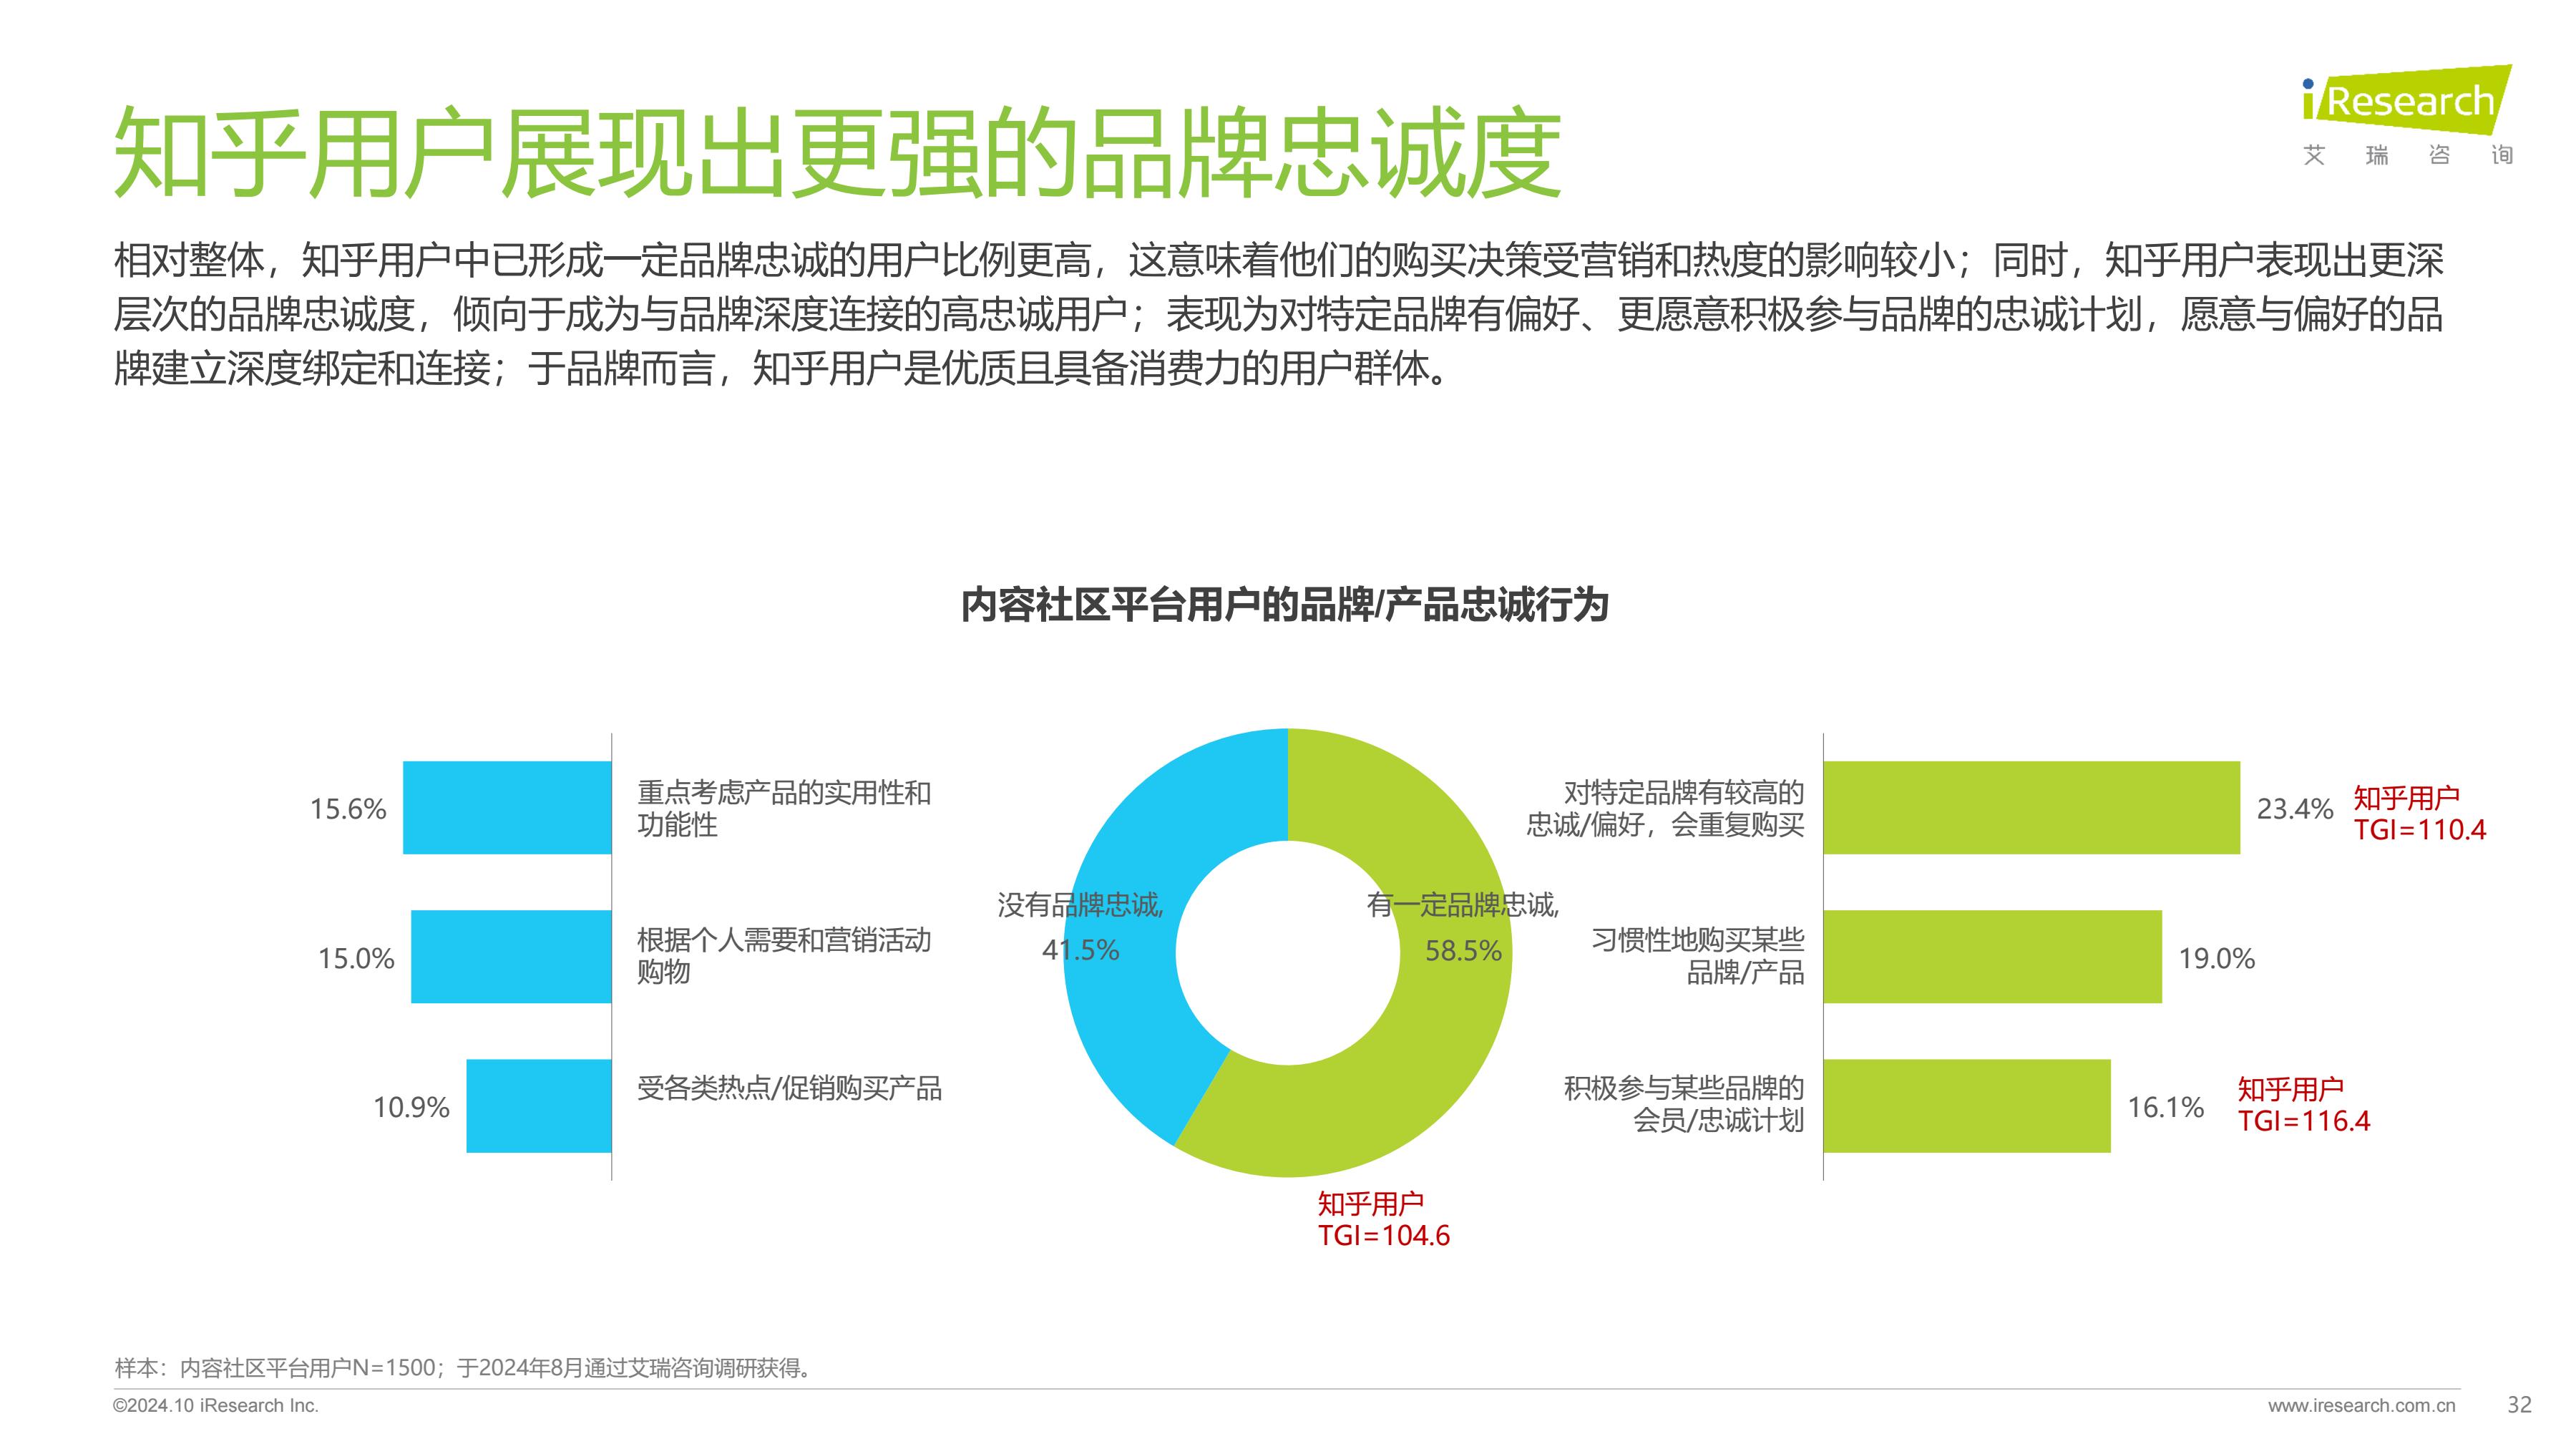 知乎用户展现出更强的品牌忠诚度
iResearch
艾瑞咨询
相对整体，知乎用户中已形成一定品牌忠诚的用户比例更高，这意味着他们的购买决策受营销和热度的影响较小；同时，知乎用户表现出更深
层次的品牌忠诚度，倾向于成为与品牌深度连接的高忠诚用户；表现为对特定品牌有偏好、更愿意积极参与品牌的忠诚计划，愿意与偏好的品
牌建立深度绑定和连接；于品牌而言，知乎用户是优质且具备消费力的用户群体。
内容社区平台用户的品牌/产品忠诚行为
15.6%
重点考虑产品的实用性和
功能性
15.0%
根据个人需要和营销活动
购物
10.9%
受各类热点/促销购买产品
没有品牌忠诚,
41.5%
有一定品牌忠诚,
58.5%
知乎用户
TGI=104.6
对特定品牌有较高的
忠诚/偏好，会重复购买
23.4%
知乎用户
TGI=110.4
习惯性地购买某些
品牌/产品
19.0%
积极参与某些品牌的
会员/忠诚计划
16.1%
知乎用户
TGI=116.4
样本：内容社区平台用户N=1500；于2024年8月通过艾瑞咨询调研获得。
©2024.10 iResearch Inc.
www.iresearch.com.cn
32